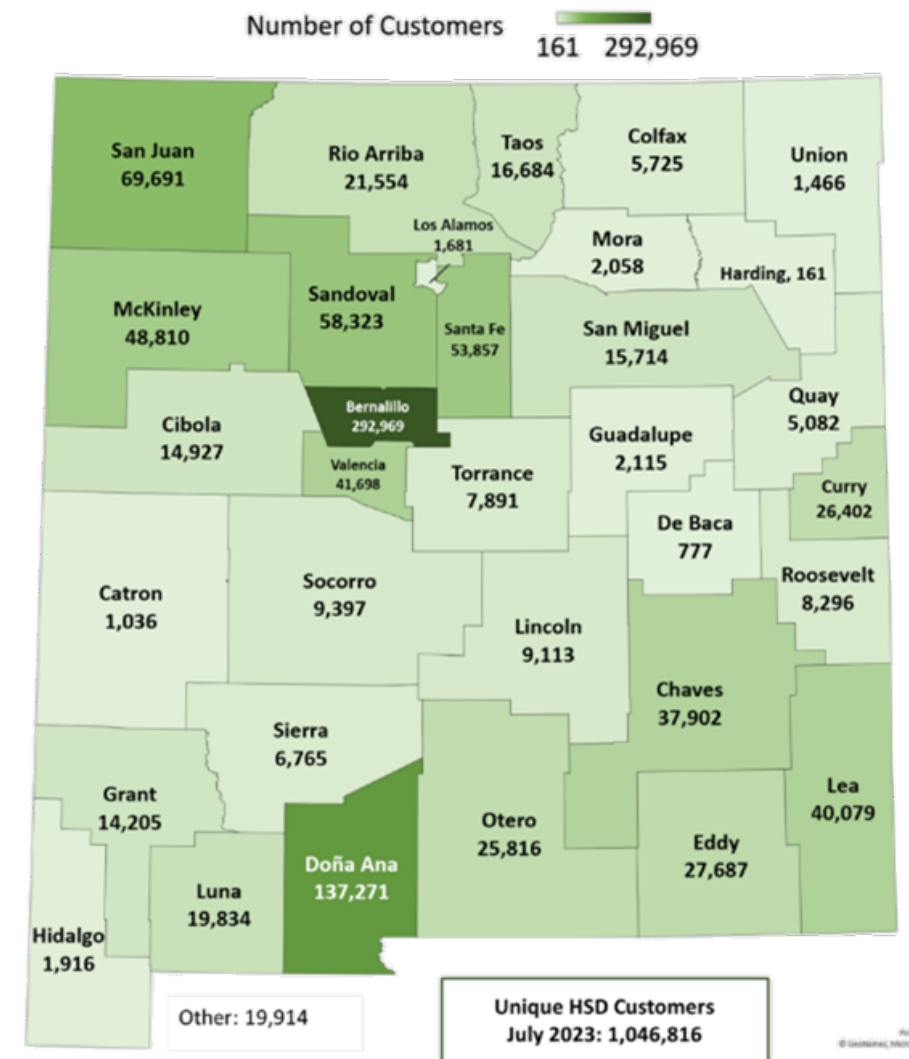 Number of Customers
161 292,969
San Juan
69,691
Rio Arriba
21,554
Taos
16,684
Colfax
5,725
Union
1,466
Los Alamos
1,681
Mora
2,058
Harding, 161
McKinley
48,810
Sandoval
58,323
Santa Fe
53,857
San Miguel
15,714
Quay
5,082
Cibola
14,927
Bernalillo
292,969
Valencia
41,698
Torrance
7,891
Guadalupe
2,115
Curry
26,402
De Baca
777
Catron
1,036
Socorro
9,397
Roosevelt
8,296
Lincoln
9,113
Chaves
37,902
Sierra
6,765
Grant
14,205
Lea
40,079
Otero
25,816
Eddy
27,687
Doña Ana
137,271
Luna
19,834
Hidalgo
1,916
Other: 19,914
Unique HSD Customers
July 2023: 1,046,816